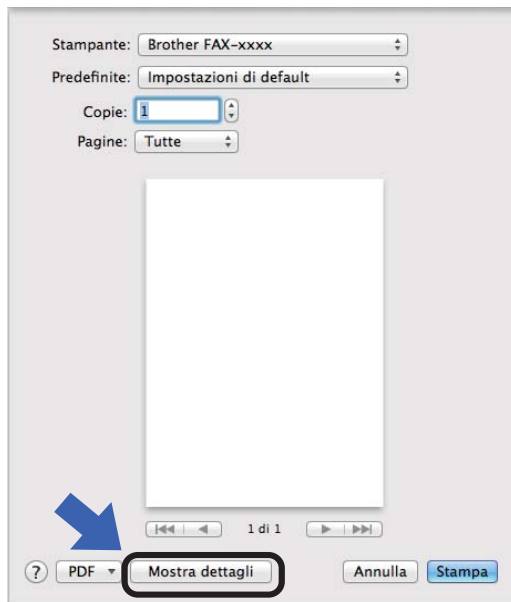 Stampante: Brother FAX-xxxx
Predefinite: Impostazioni di default
Copie: 1
Pagine: Tutte
1 di 1
? PDF Mostra dettagli Annulla Stampa